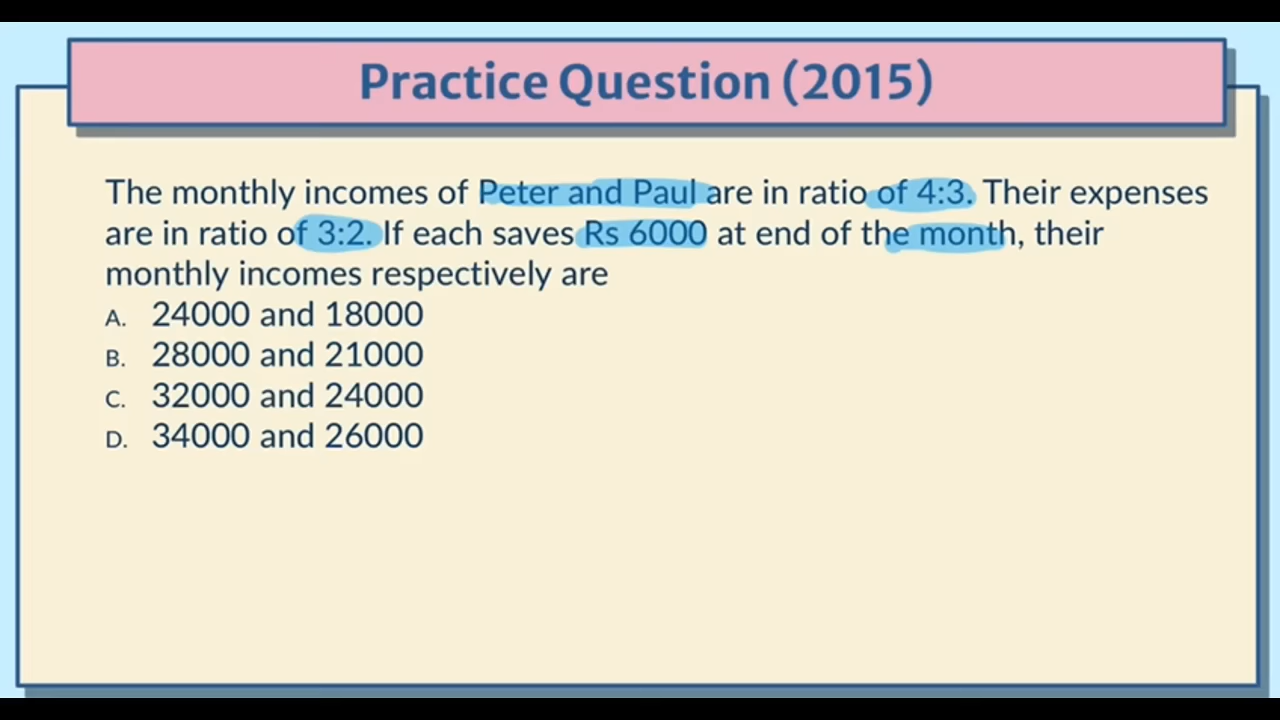 Practice Question (2015)
The monthly incomes of Peter and Paul are in ratio of 4:3. Their expenses
are in ratio of 3:2. If each saves Rs 6000 at end of the month, their
monthly incomes respectively are
A. 24000 and 18000
B. 28000 and 21000
C. 32000 and 24000
D. 34000 and 26000